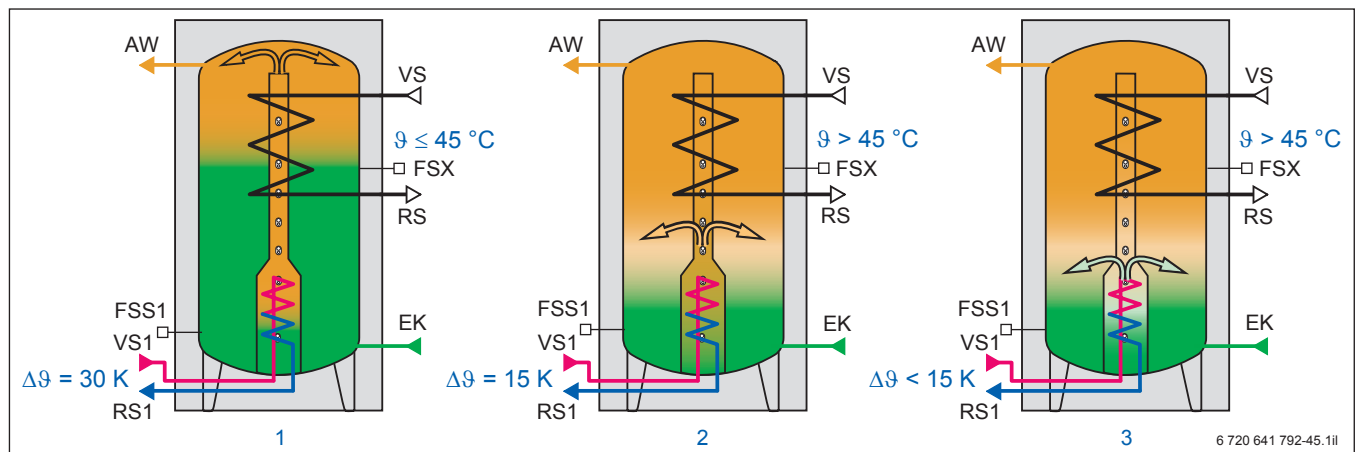 AW
VS
ϑ ≤ 45 °C
FSX
RS
FSS1
VS1
EK
Δϑ = 30 K
RS1
1
AW
VS
ϑ > 45 °C
FSX
RS
FSS1
VS1
EK
Δϑ = 15 K
RS1
2
AW
VS
ϑ > 45 °C
FSX
RS
FSS1
VS1
EK
Δϑ < 15 K
RS1
3
6 720 641 792-45.1il